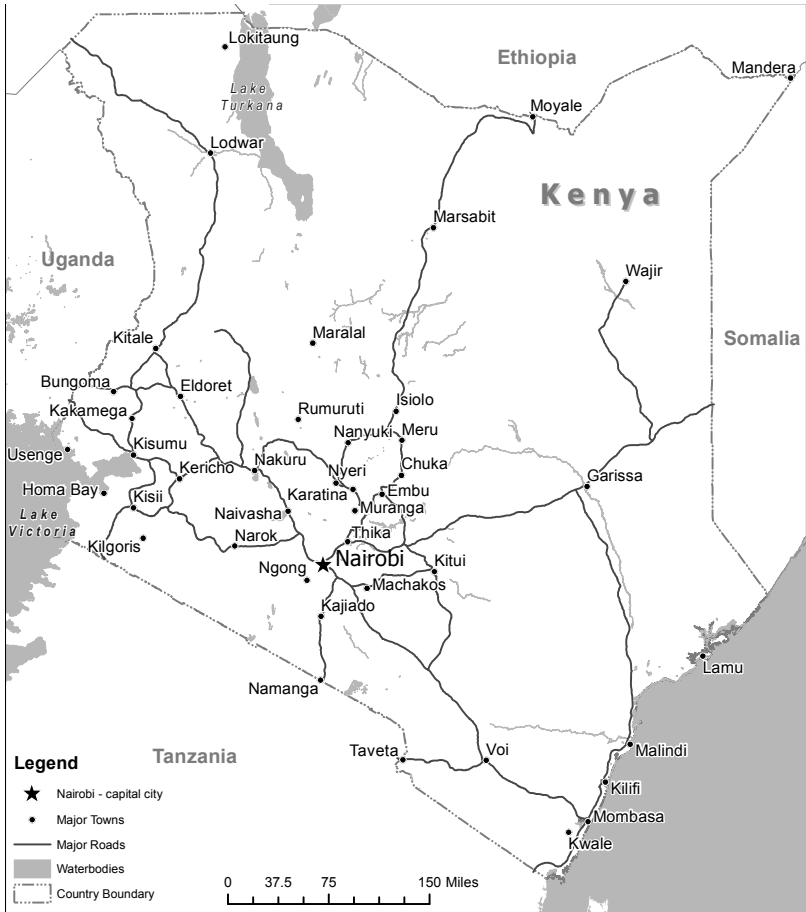 Lokitaung
Ethiopia
Mandera
Lake
Turkana
Moyale
Lodwar
Kenya
Marsabit
Uganda
Wajir
Kitale
Maralal
Somalia
Bungoma
Eldoret
Kakamega
Rumuruti
Isiolo
Nanyuki
Meru
Usenge
Kisumu
Kericho
Nakuru
Nyeri
Chuka
Garissa
Homa Bay
Kisii
Karatina
Embu
Lake
Victoria
Naivasha
Muranga
Kilgoris
Narok
Thika
Nairobi
Ngong
Kitui
Machakos
Kajiado
Lamu
Namanga
Tanzania
Taveta
Voi
Malindi
Kilifi
Mombasa
Kwale
Legend
Nairobi - capital city
Major Towns
Major Roads
Waterbodies
Country Boundary
0 37.5 75 150 Miles